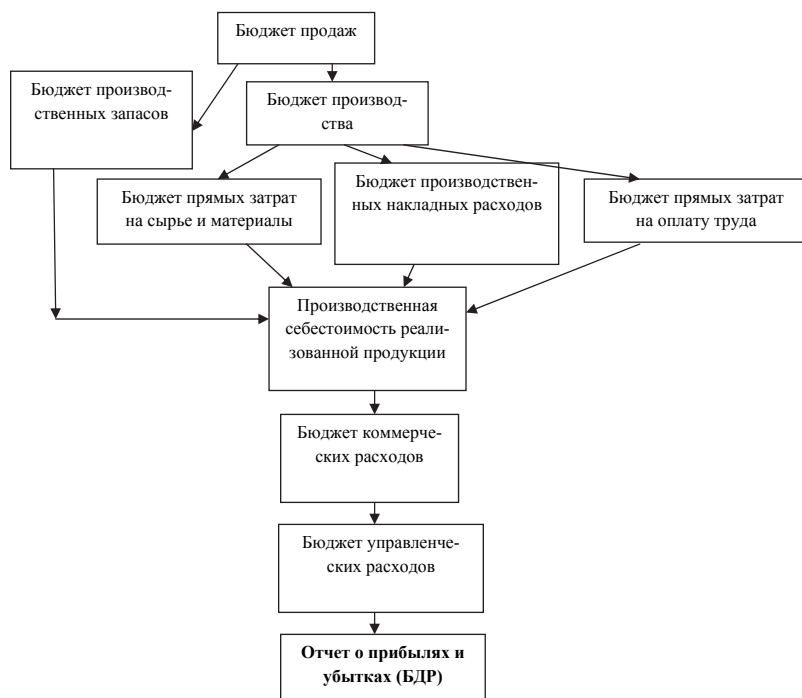 Бюджет продаж
Бюджет производ-
ственных запасов
Бюджет производ-
ства
Бюджет прямых затрат
на сырье и материалы
Бюджет производствен-
ных накладных расходов
Бюджет прямых затрат
на оплату труда
Производственная
себестоимость реали-
зованной продукции
Бюджет коммерче-
ских расходов
Бюджет управленче-
ских расходов
Отчет о прибылях и
убытках (БДР)